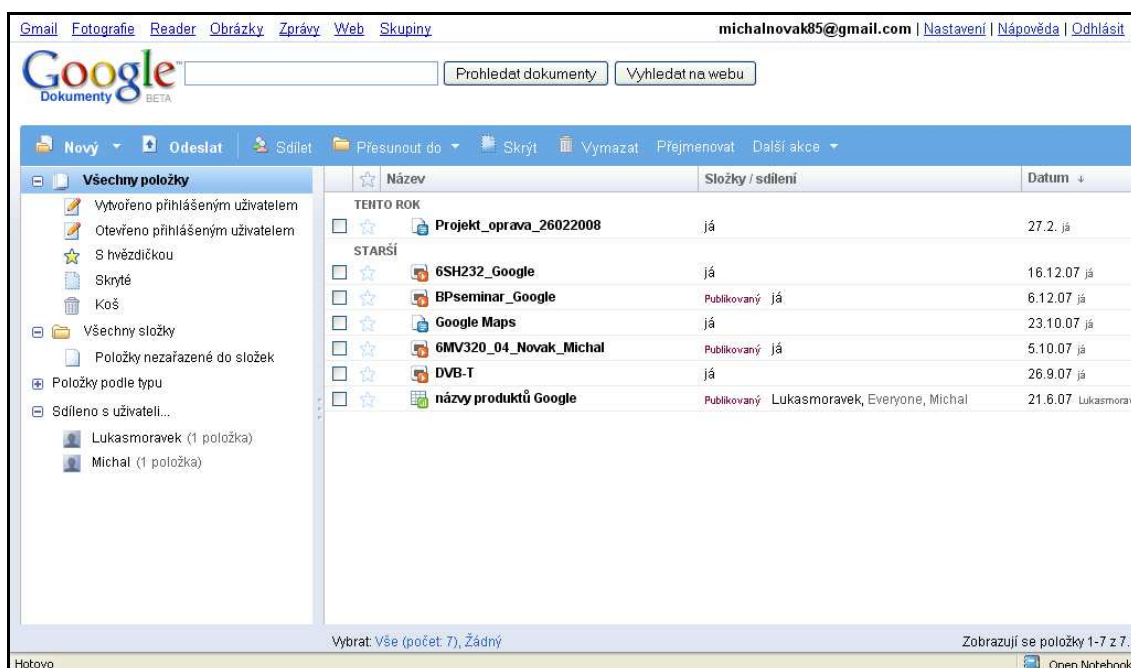 Gmail Fotografie Reader Obrázky Zprávy Web Skupiny michalnovak85@gmail.com | Nastavení | Nápověda | Odhlásit
Google™ Dokumenty BETA Prohledat dokumenty Vyhledat na webu
Nový Odeslat Sdílet Přesunout do Skrýt Vymazat Přejmenovat Další akce
Všechny položky
Vytvořeno přihlášeným uživatelem
Otevřeno přihlášeným uživatelem
S hvězdičkou
Skryté
Koš
Všechny složky
Položky nezařazené do složek
Položky podle typu
Sdíleno s uživateli...
Lukasmoravek (1 položka)
Michal (1 položka)
Název Složky / sdílení Datum
TENTO ROK
Projekt_oprava_26022008 já 27.2. já
STARŠÍ
6SH232_Google já 16.12.07 já
BPseminar_Google Publikovaný já 6.12.07 já
Google Maps já 23.10.07 já
6MV320_04_Novak_Michal Publikovaný já 5.10.07 já
DVB-T já 26.9.07 já
názvy produktů Google Publikovaný Lukasmoravek, Everyone, Michal 21.6.07
Vybrat: Vše (počet: 7), Žádný Zobrazují se položky 1-7 z 7.
Hotovo Open Notebook